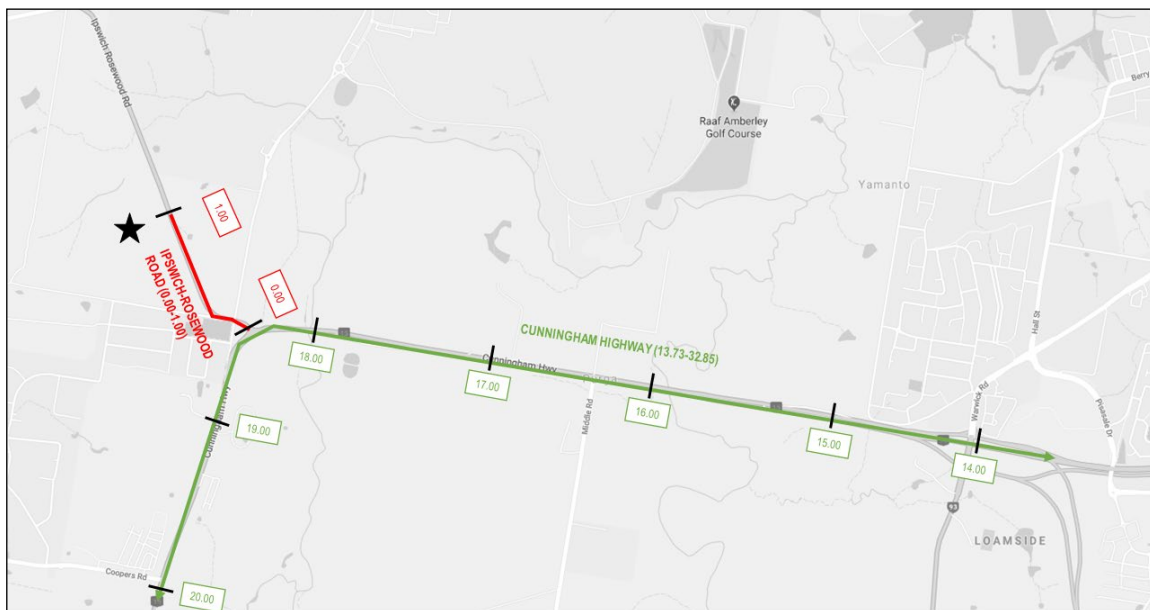 Ipswich Rosewood Rd
Berry
Raaf Amberley
Golf Course
Yamanto
1.00
IPSWICH-ROSEWOOD
ROAD (0.00-1.00)
0.00
Hall St
CUNNINGHAM HIGHWAY (13.73-32.85)
18.00
Cunningham Hwy
17.00
16.00
Middle Rd
Warwick Rd
Pisasale Dr
15.00
14.00
Cunningham Hwy
19.00
93
LOAMSIDE
Coopers Rd
20.00